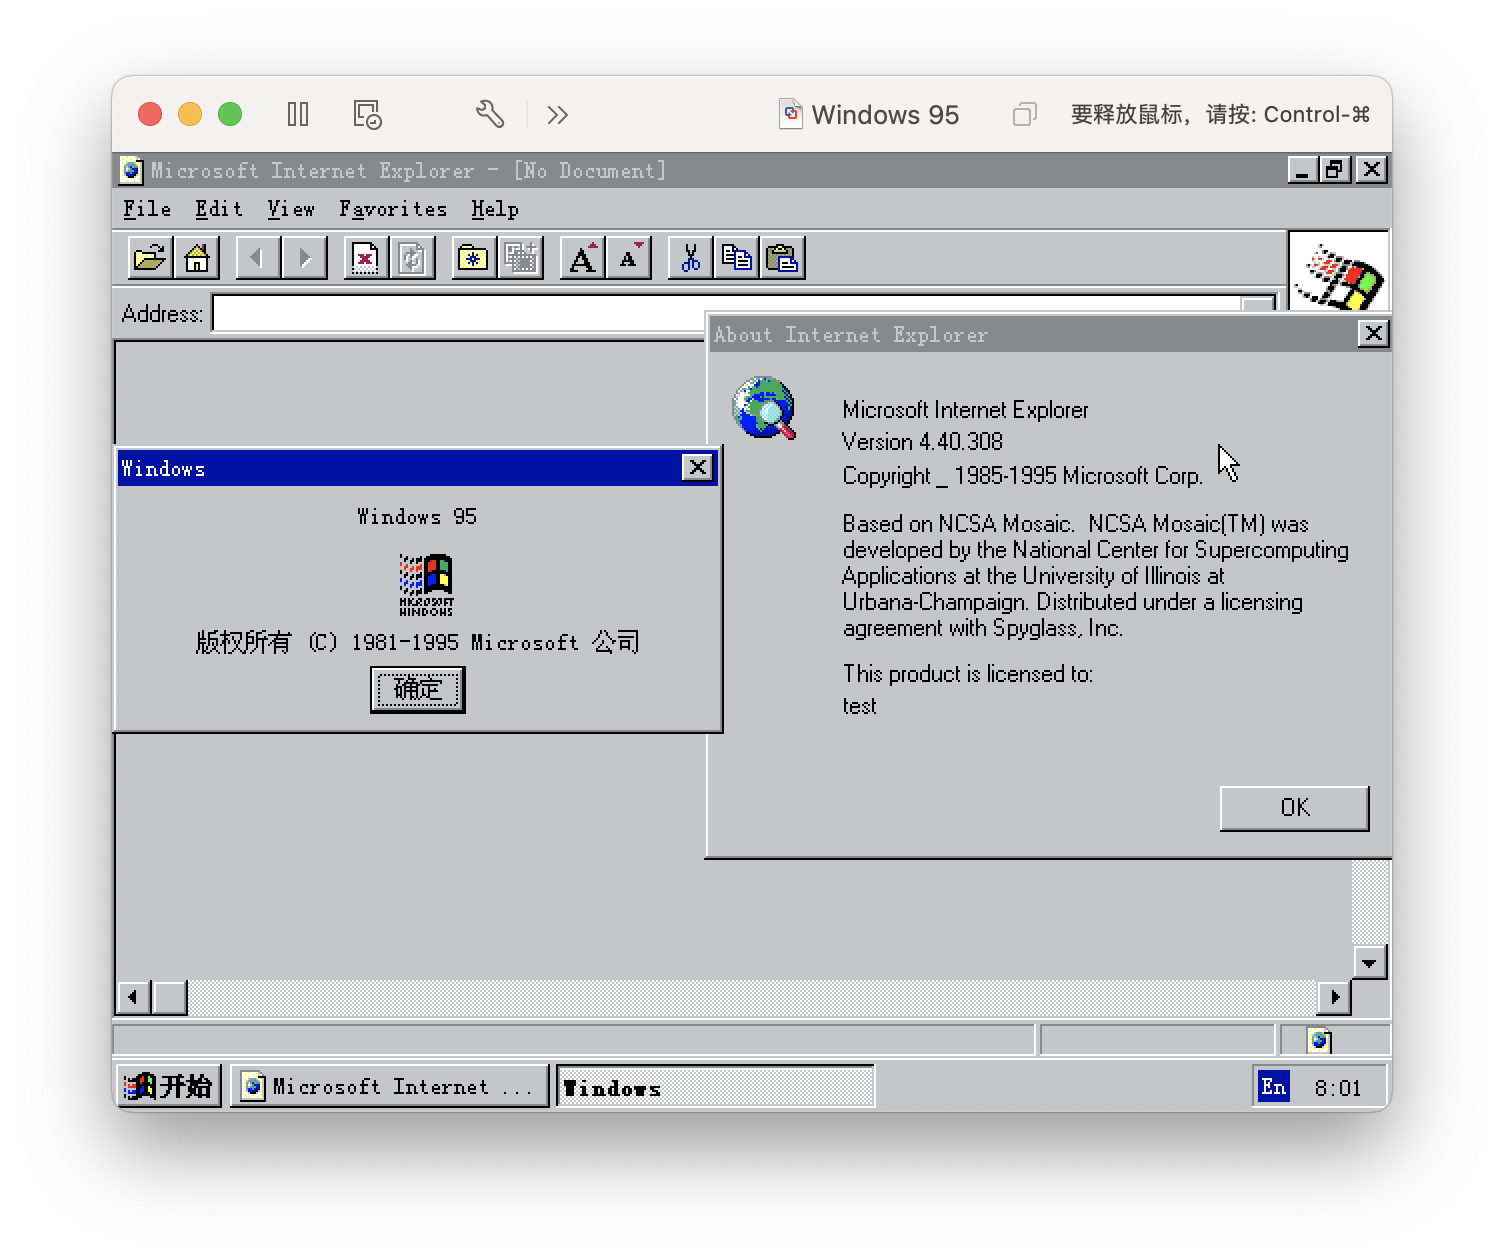 Windows 95
要释放鼠标，请按: Control-⌘
Microsoft Internet Explorer - [No Document]
File Edit View Favorites Help
Address:
About Internet Explorer
Microsoft Internet Explorer
Version 4.40.308
Copyright _ 1985-1995 Microsoft Corp.
Based on NCSA Mosaic.  NCSA Mosaic(TM) was
developed by the National Center for Supercomputing
Applications at the University of Illinois at
Urbana-Champaign. Distributed under a licensing
agreement with Spyglass, Inc.
This product is licensed to:
test
OK
Windows
Windows 95
MICROSOFT
WINDOWS
版权所有 (C) 1981-1995 Microsoft 公司
确定
开始
Microsoft Internet ...
Windows
En
8:01